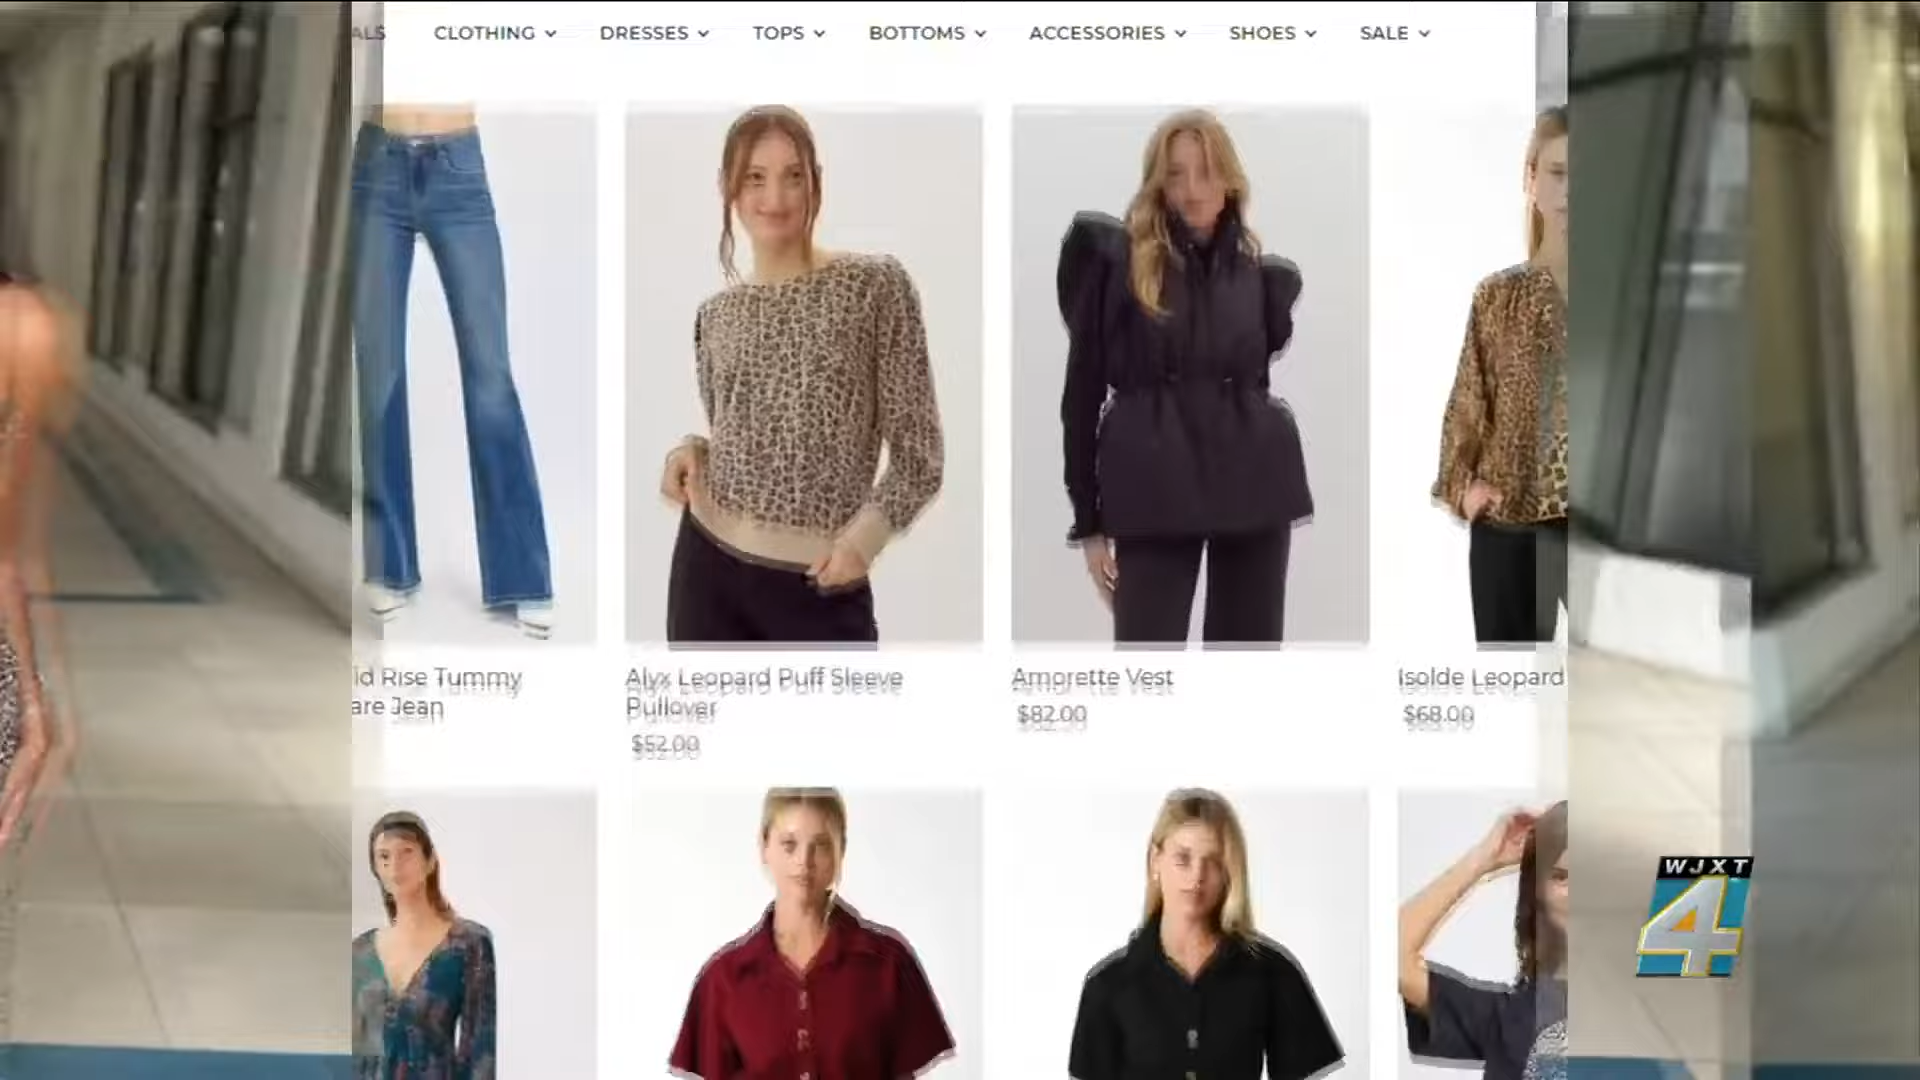 ALS CLOTHING DRESSES TOPS BOTTOMS ACCESSORIES SHOES SALE
id Rise Tummy
are Jean
Alyx Leopard Puff Sleeve
Pullover
$52.00
Amorette Vest
$82.00
Isolde Leopard
$68.00
WJXT
4